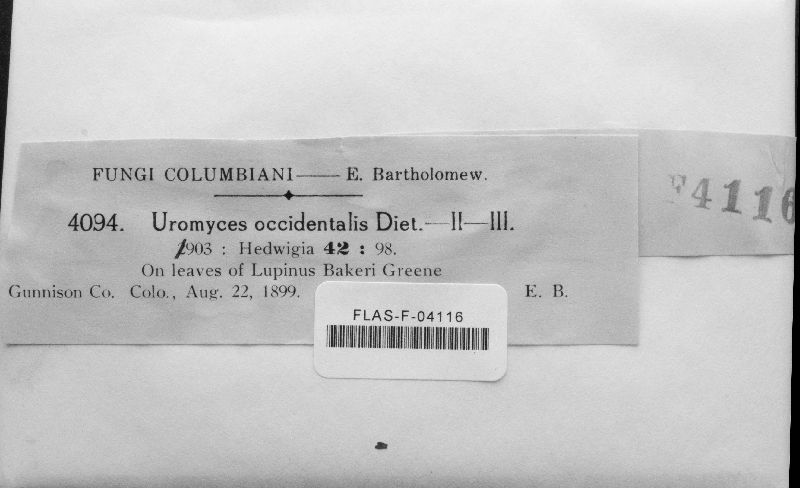 FUNGI COLUMBIANI—— E. Bartholomew.
4094. Uromyces occidentalis Diet.—II—III.
1903 : Hedwigia 42 : 98.
On leaves of Lupinus Bakeri Greene
Gunnison Co. Colo., Aug. 22, 1899. E. B.
FLAS-F-04116
F4116